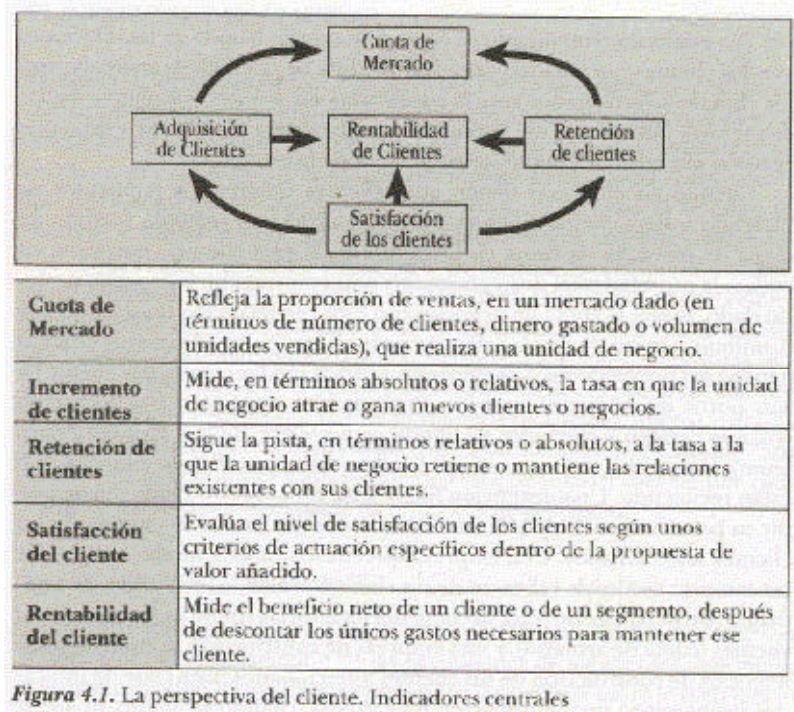 Cuota de
Mercado
Adquisición
de Clientes
Rentabilidad
de Clientes
Retención
de clientes
Satisfacción
de los clientes
Cuota de
Mercado
Refleja la proporción de ventas, en un mercado dado (en
términos de número de clientes, dinero gastado o volumen de
unidades vendidas), que realiza una unidad de negocio.
Incremento
de clientes
Mide, en términos absolutos o relativos, la tasa en que la unidad
de negocio atrae o gana nuevos clientes o negocios.
Retención de
clientes
Sigue la pista, en términos relativos o absolutos, a la tasa a la
que la unidad de negocio retiene o mantiene las relaciones
existentes con sus clientes.
Satisfacción
del cliente
Evalúa el nivel de satisfacción de los clientes según unos
criterios de actuación específicos dentro de la propuesta de
valor añadido.
Rentabilidad
del cliente
Mide el beneficio neto de un cliente o de un segmento, después
de descontar los únicos gastos necesarios para mantener ese
cliente.
Figura 4.1. La perspectiva del cliente. Indicadores centrales